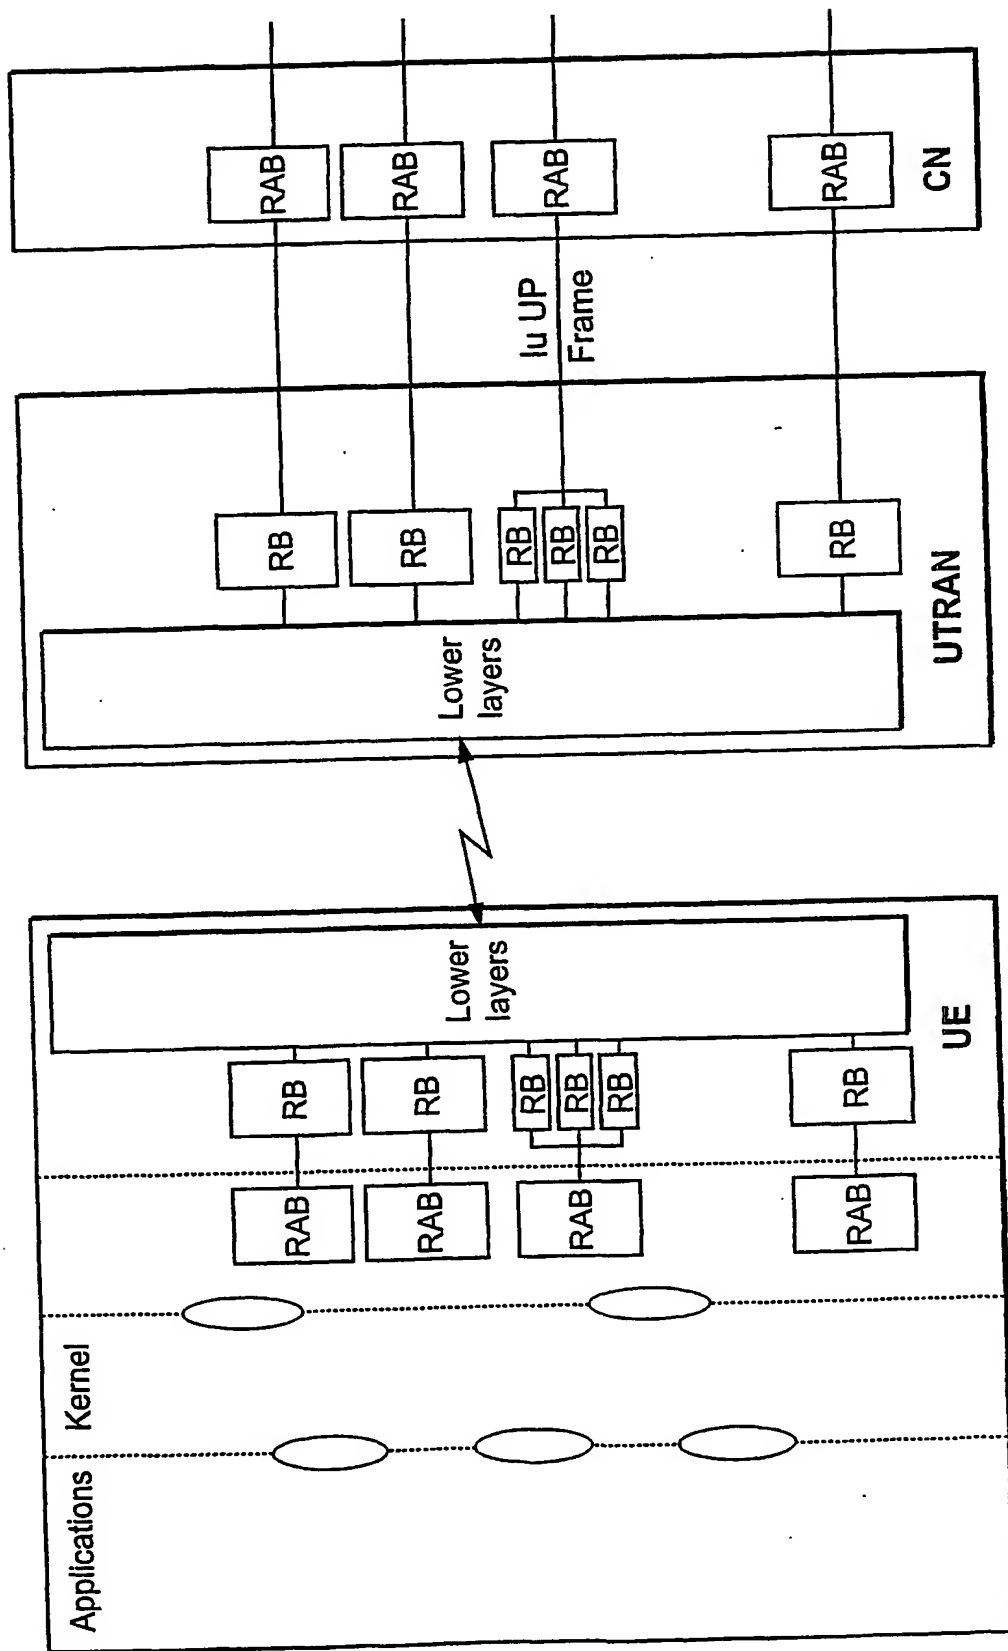 Applications
Kernel
RAB
RAB
RAB
RAB
RB
RB
RB
RB
RB
RB
Lower
layers
UE
Lower
layers
RB
RB
RB
RB
RB
RB
UTRAN
Iu UP
Frame
RAB
RAB
RAB
RAB
CN